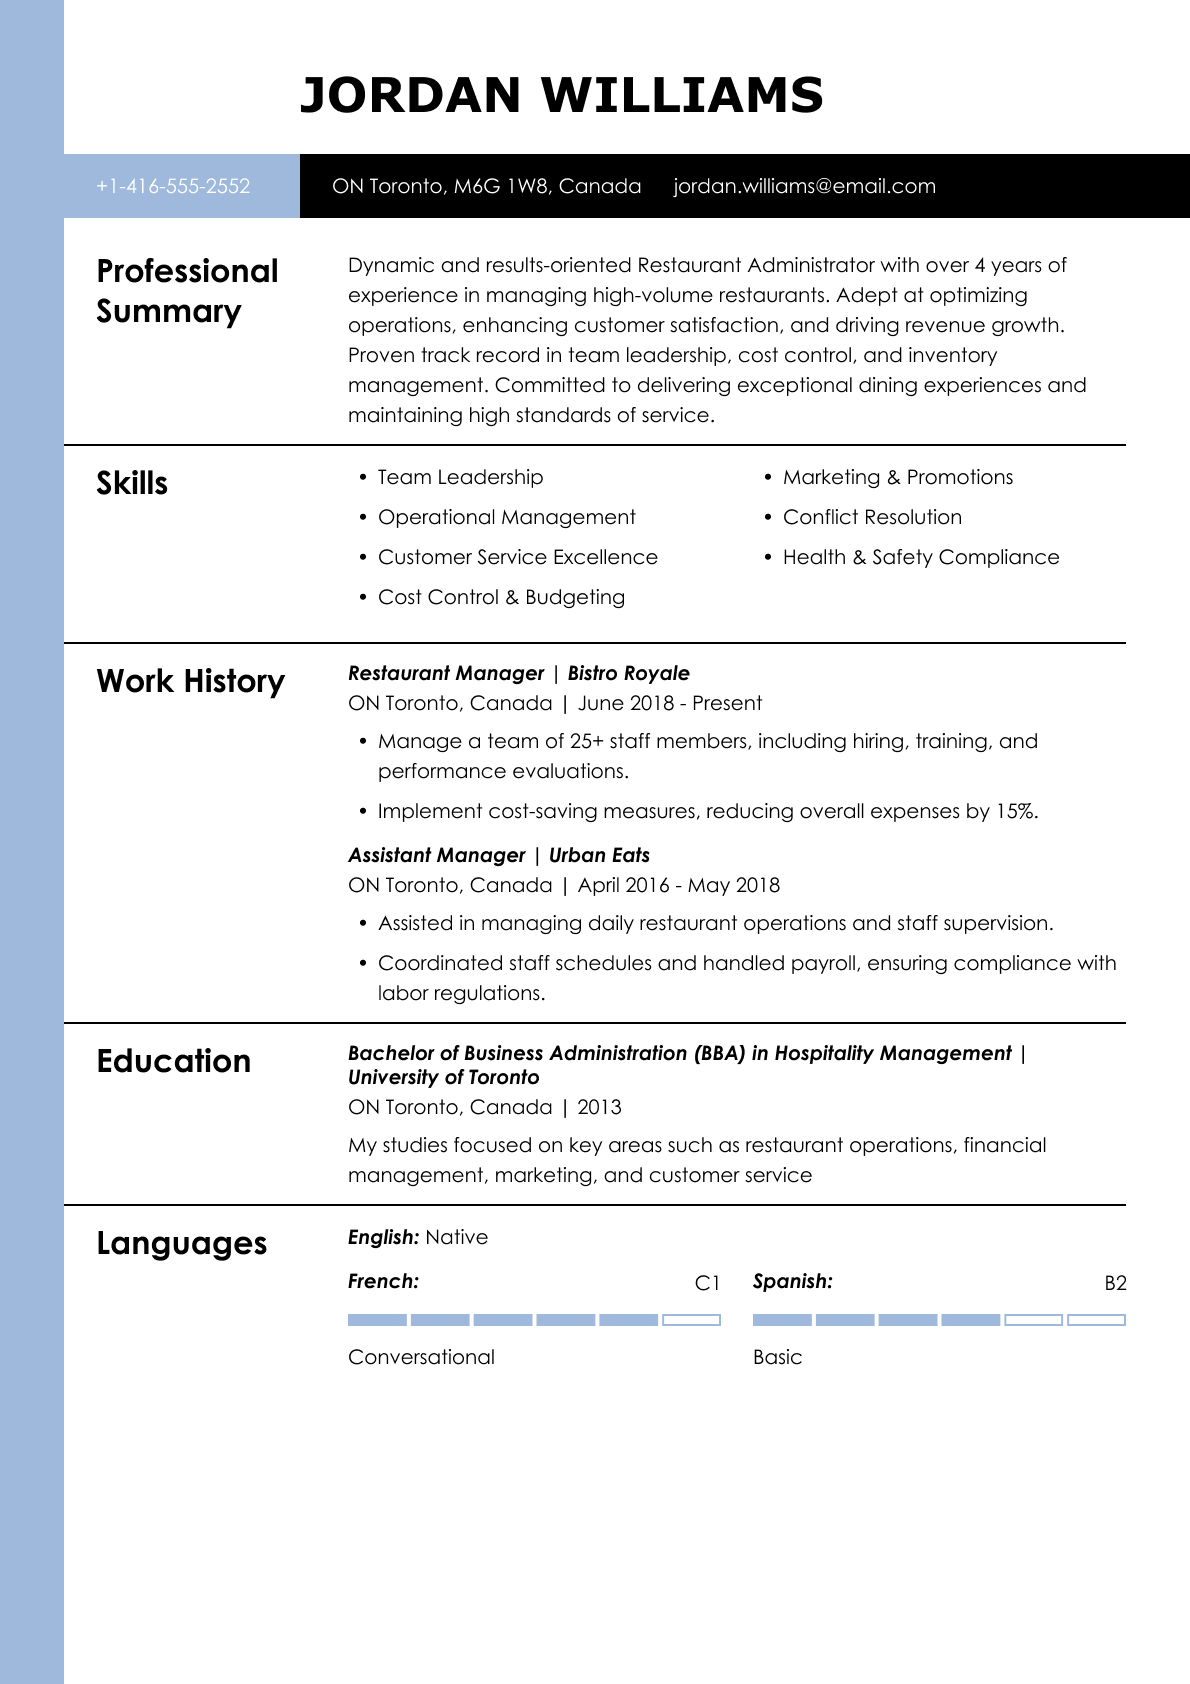 JORDAN WILLIAMS
+1-416-555-2552
ON Toronto, M6G 1W8, Canada
jordan.williams@email.com
Professional
Summary
Dynamic and results-oriented Restaurant Administrator with over 4 years of
experience in managing high-volume restaurants. Adept at optimizing
operations, enhancing customer satisfaction, and driving revenue growth.
Proven track record in team leadership, cost control, and inventory
management. Committed to delivering exceptional dining experiences and
maintaining high standards of service.
Skills
• Team Leadership
• Operational Management
• Customer Service Excellence
• Cost Control & Budgeting
• Marketing & Promotions
• Conflict Resolution
• Health & Safety Compliance
Work History
Restaurant Manager | Bistro Royale
ON Toronto, Canada | June 2018 - Present
• Manage a team of 25+ staff members, including hiring, training, and
performance evaluations.
• Implement cost-saving measures, reducing overall expenses by 15%.
Assistant Manager | Urban Eats
ON Toronto, Canada | April 2016 - May 2018
• Assisted in managing daily restaurant operations and staff supervision.
• Coordinated staff schedules and handled payroll, ensuring compliance with
labor regulations.
Education
Bachelor of Business Administration (BBA) in Hospitality Management |
University of Toronto
ON Toronto, Canada | 2013
My studies focused on key areas such as restaurant operations, financial
management, marketing, and customer service
Languages
English: Native
French: C1
Conversational
Spanish: B2
Basic